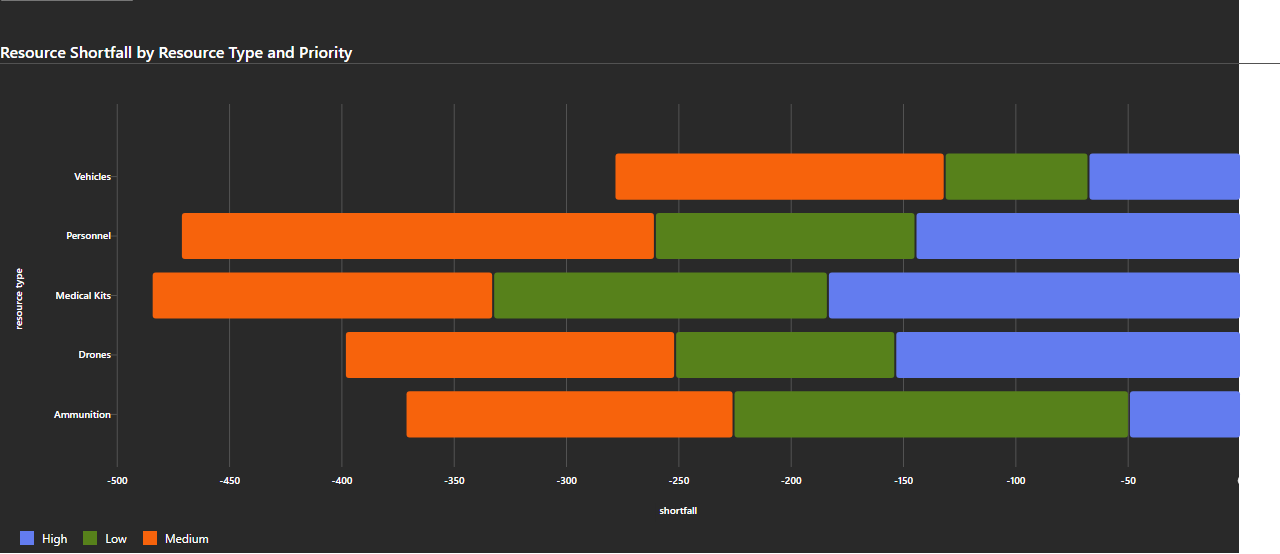 Resource Shortfall by Resource Type and Priority
Vehicles
Personnel
Medical Kits
Drones
Ammunition
resource type
-500 -450 -400 -350 -300 -250 -200 -150 -100 -50
shortfall
High Low Medium